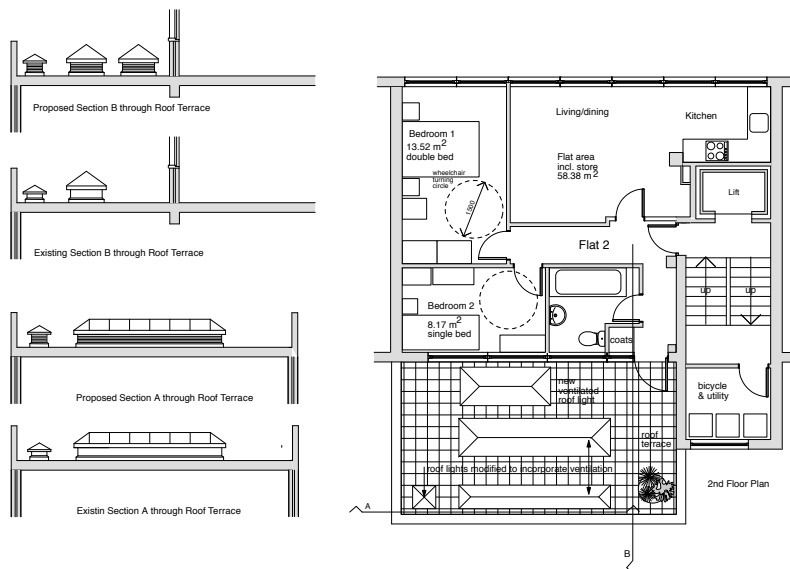 Proposed Section B through Roof Terrace
Existing Section B through Roof Terrace
Proposed Section A through Roof Terrace
Existin Section A through Roof Terrace
Living/dining
Kitchen
Bedroom 1
13.52 m2
double bed
wheelchair
turning
circle
1500
Flat area
incl. store
58.38 m2
Lift
Flat 2
up
up
Bedroom 2
8.17 m2
single bed
coats
bicycle
& utility
new
ventilated
roof light
roof
terrace
roof lights modified to incorporate ventilation
2nd Floor Plan
A
B